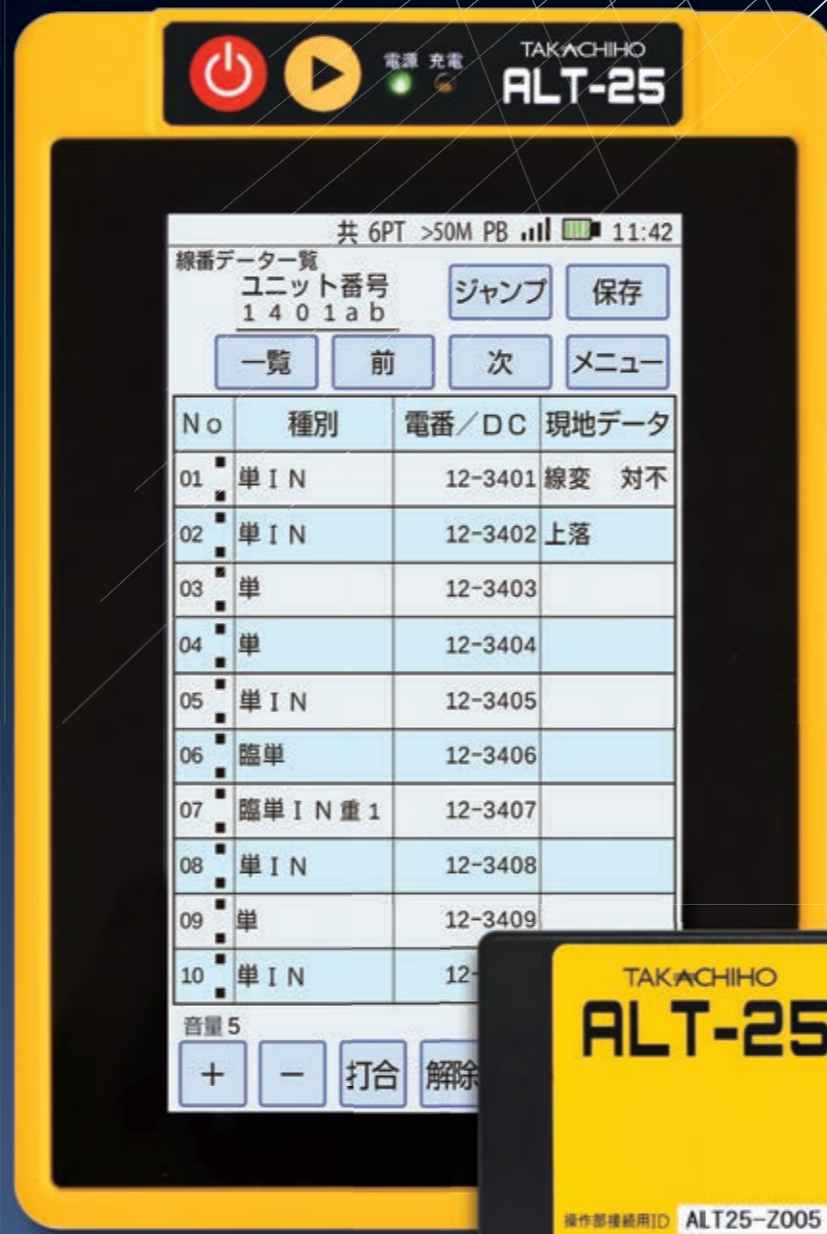 電源 充電
TAKACHIHO
ALT-25
共 6PT >50M PB 11:42
線番データ一覧
ユニット番号
1401ab
ジャンプ 保存
一覧 前 次 メニュー
No 種別 電番／DC 現地データ
01 単IN 12-3401 線変 対不
02 単IN 12-3402 上落
03 単 12-3403
04 単 12-3404
05 単IN 12-3405
06 臨単 12-3406
07 臨単IN重1 12-3407
08 単IN 12-3408
09 単 12-3409
10 単IN 12-
音量5
+ − 打合 解除
TAKACHIHO
ALT-25
操作部接続用ID ALT25-Z005